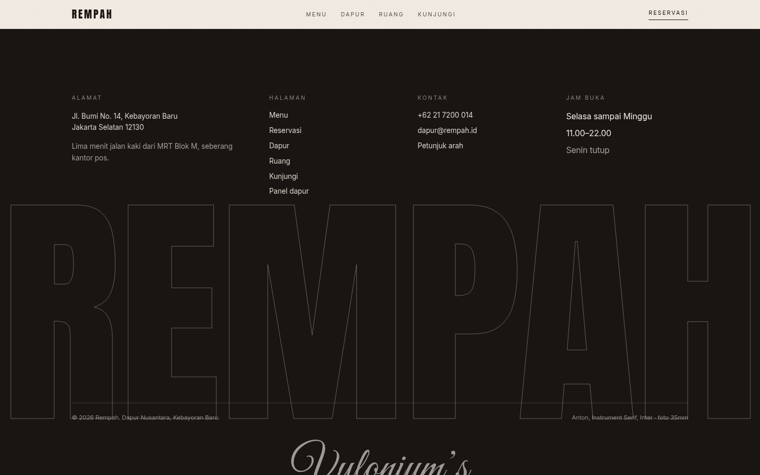 REMPAH
MENU DAPUR RUANG KUNJUNGI
RESERVASI
ALAMAT
Jl. Bumi No. 14, Kebayoran Baru
Jakarta Selatan 12130
Lima menit jalan kaki dari MRT Blok M, seberang
kantor pos.
HALAMAN
Menu
Reservasi
Dapur
Ruang
Kunjungi
Panel dapur
KONTAK
+62 21 7200 014
dapur@rempah.id
Petunjuk arah
JAM BUKA
Selasa sampai Minggu
11.00–22.00
Senin tutup
REMPAH
© 2026 Rempah. Dapur Nusantara, Kebayoran Baru.
Anton, Instrument Serif, Inter · foto 35mm
Vulonium's